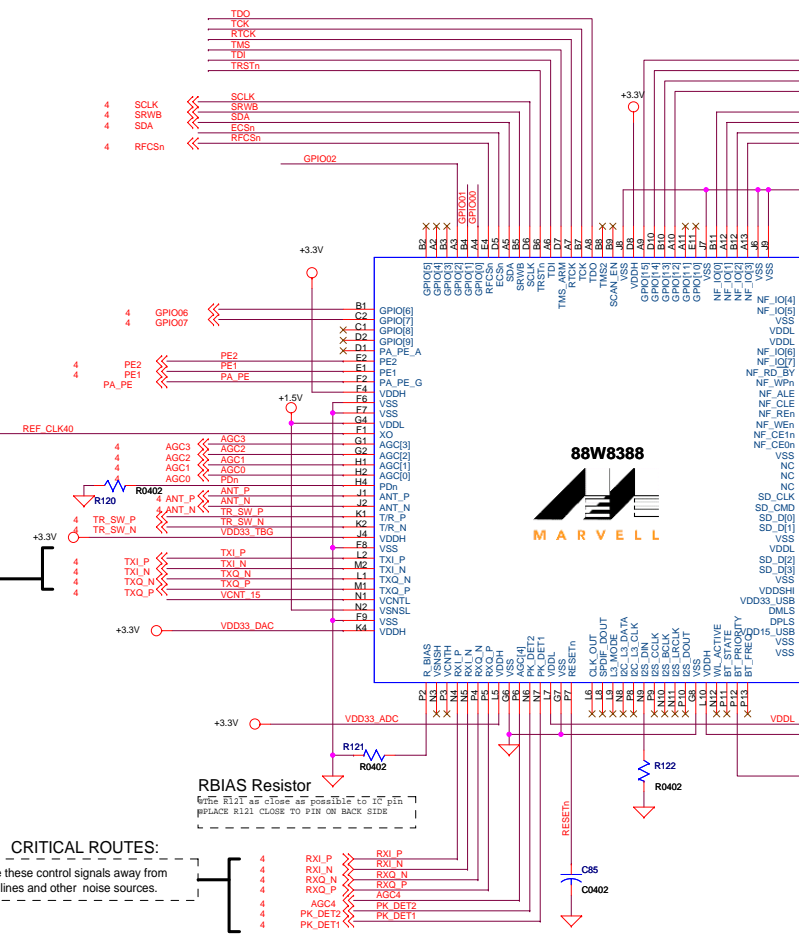 TDO
TCK
RTCK
TMS
TDI
TRSTn
4 SCLK SCLK
4 SRWB SRWB
4 SDA SDA
ECSn
4 RFCSn RFCSn
GPIO02
GPIO01
GPIO00
+3.3V
+3.3V
B2 A2 B3 A3 B4 A4 E4 D5 A5 B5 D6 B6 A6 D7 A7 B7 A8 B8 B9 J8 D8 A9 D10 B10 A10 A11 E11 J7 B11 A12 B12 A13 J6 J9
GPIO[5]
GPIO[4]
GPIO[3]
GPIO[2]
GPIO[1]
GPIO[0]
RFCSn
ECSn
SDA
SRWB
SCLK
TRSTn
TDI
TMS_ARM
RTCK
TCK
TDO
TMS2
SCAN_EN
VSS
VDDH
GPIO[15]
GPIO[14]
GPIO[13]
GPIO[12]
GPIO[11]
GPIO[10]
VSS
NF_IO[0]
NF_IO[1]
NF_IO[2]
NF_IO[3]
VSS
VSS
4 GPIO06 B1 GPIO[6]
4 GPIO07 C2 GPIO[7]
C1 GPIO[8]
D2 GPIO[9]
D1 PA_PE_A
4 PE2 PE2 E2 PE2
4 PE1 PE1 E1 PE1
PA_PE PA_PE F2 PA_PE_G
F4 VDDH
F6 VSS
F7 VSS
+1.5V
G4 VDDL
REF_CLK40 F1 XO
4 AGC3 AGC3 G1 AGC[3]
4 AGC2 AGC2 G2 AGC[2]
4 AGC1 AGC1 H1 AGC[1]
4 AGC0 AGC0 H2 AGC[0]
R120 R0402 PDn H4 PDn
4 ANT_P ANT_P J1 ANT_P
4 ANT_N ANT_N J2 ANT_N
4 TR_SW_P TR_SW_P K1 T/R_P
4 TR_SW_N TR_SW_N K2 T/R_N
+3.3V VDD33_TBG J4 VDDH
F8 VSS
4 TXI_P TXI_P L2 TXI_P
4 TXI_N TXI_N M2 TXI_N
4 TXQ_N TXQ_N L1 TXQ_N
4 TXQ_P TXQ_P M1 TXQ_P
VCNT_15 N1 VCNTL
N2 VSNSL
F9 VSS
+3.3V VDD33_DAC K4 VDDH
88W8388
MARVELL
NF_IO[4]
NF_IO[5]
VSS
VDDL
VDDL
NF_IO[6]
NF_IO[7]
NF_RD_BY
NF_WPn
NF_ALE
NF_CLE
NF_REn
NF_WEn
NF_CE1n
NF_CE0n
VSS
NC
NC
NC
SD_CLK
SD_CMD
SD_D[0]
SD_D[1]
VSS
VDDL
SD_D[2]
SD_D[3]
VSS
VDDSHI
VDD33_USB
DMLS
DPLS
VDD15_USB
VSS
VSS
R_BIAS
VSNSH
VCNTH
RXI_P
RXI_N
RXQ_N
RXQ_P
VDDH
VSS
AGC[4]
PK_DET2
PK_DET1
VDDL
VSS
RESETn
CLK_OUT
SPDIF_DOUT
L3_MODE
I2C_L3_DATA
I2C_L3_CLK
I2S_DIN
I2S_CCLK
I2S_BCLK
I2S_LRCLK
I2S_DOUT
VSS
VDDH
WL_ACTIVE
BT_STATE
BT_PRIORITY
BT_FREQ
P2 N3 P3 N4 N5 P4 P5 L5 G6 P6 N6 N7 L7 G7 P7 L6 L8 L9 N8 P8 N9 P9 N10 N11 P10 G8 L10 N12 P11 P12 P13
+3.3V VDD33_ADC VDDL
R121
R0402
R122
R0402
RBIAS Resistor
The R121 as close as possible to IC pin
PLACE R121 CLOSE TO PIN ON BACK SIDE
RESETn
C85
C0402
CRITICAL ROUTES:
these control signals away from
lines and other noise sources.
4 RXI_P RXI_P
4 RXI_N RXI_N
4 RXQ_N RXQ_N
4 RXQ_P RXQ_P
4 AGC4 AGC4
4 PK_DET2 PK_DET2
4 PK_DET1 PK_DET1